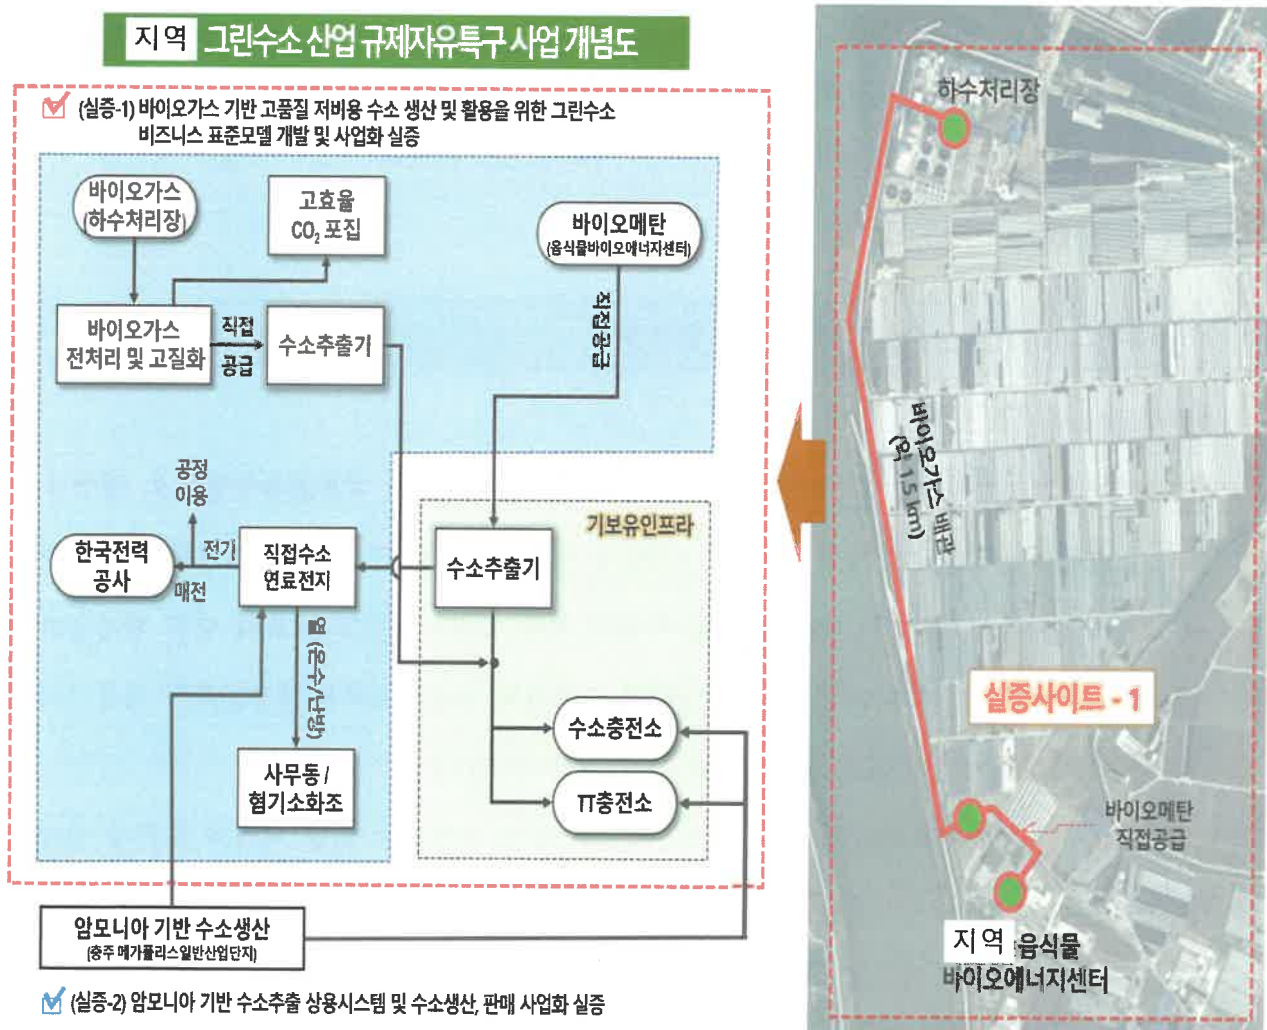 지역 그린수소 산업 규제자유특구 사업 개념도
(실증-1) 바이오가스 기반 고품질 저비용 수소 생산 및 활용을 위한 그린수소
비즈니스 표준모델 개발 및 사업화 실증
바이오가스
(하수처리장)
고효율
CO₂ 포집
바이오메탄
(음식물바이오에너지센터)
바이오가스
전처리 및 고질화
직접
공급
수소추출기
직접공급
공정
이용
기보유인프라
한국전력
공사
전기
매전
직접수소
연료전지
수소추출기
열 (온수/난방)
수소충전소
사무동 /
혐기소화조
TT충전소
암모니아 기반 수소생산
(충주 메가폴리스일반산업단지)
(실증-2) 암모니아 기반 수소추출 상용시스템 및 수소생산, 판매 사업화 실증
하수처리장
바이오가스 배관
(약 1.5km)
실증사이트 - 1
바이오메탄
직접공급
지역 음식물
바이오에너지센터